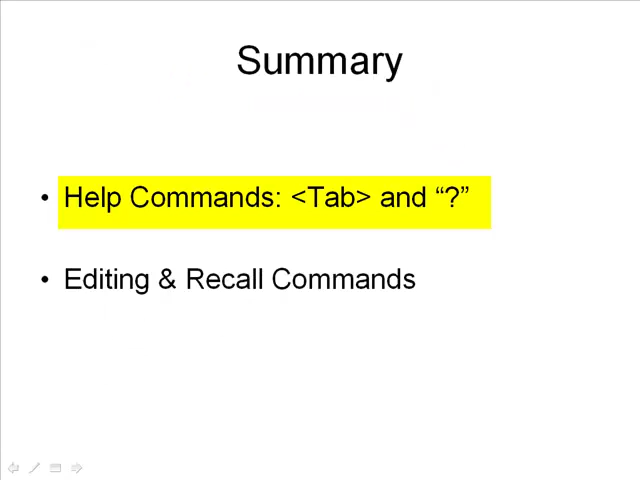 Summary
• Help Commands: <Tab> and “?”
• Editing & Recall Commands